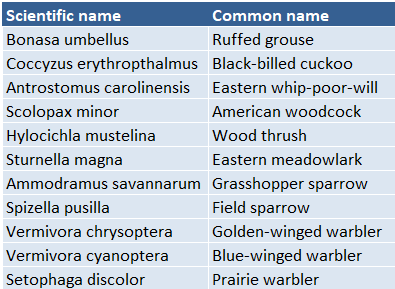 Scientific name Common name
Bonasa umbellus Ruffed grouse
Coccyzus erythropthalmus Black-billed cuckoo
Antrostomus carolinensis Eastern whip-poor-will
Scolopax minor American woodcock
Hylocichla mustelina Wood thrush
Sturnella magna Eastern meadowlark
Ammodramus savannarum Grasshopper sparrow
Spizella pusilla Field sparrow
Vermivora chrysoptera Golden-winged warbler
Vermivora cyanoptera Blue-winged warbler
Setophaga discolor Prairie warbler